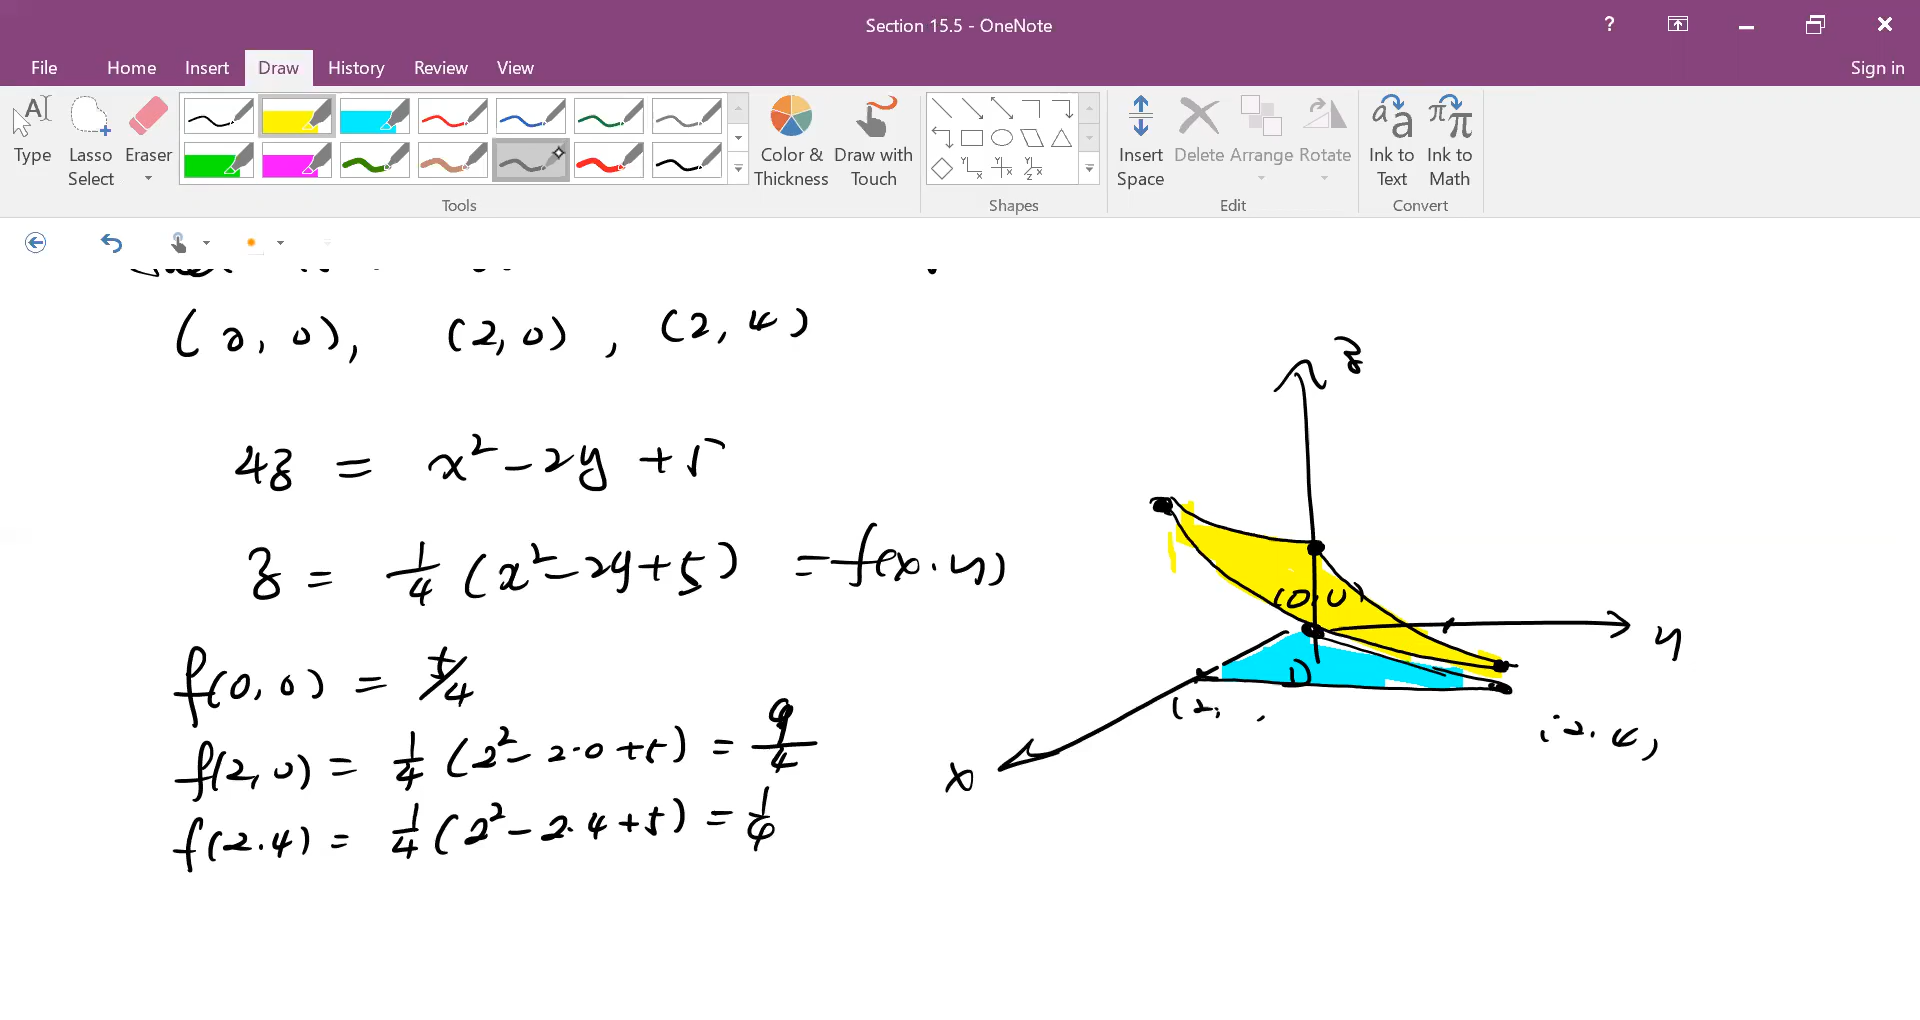 Section 15.5 - OneNote
File Home Insert Draw History Review View Sign in
Type Lasso Select Eraser Color & Thickness Draw with Touch Insert Space Delete Arrange Rotate Ink to Text Ink to Math
Tools Shapes Edit Convert
(0, 0), (2, 0), (2, 4)
4z = x² - 2y + 5
z = 1/4 (x² - 2y + 5) = f(x, y)
f(0, 0) = 5/4
f(2, 0) = 1/4 (2² - 2·0 + 5) = 9/4
f(2, 4) = 1/4 (2² - 2·4 + 5) = 1/4
z
(0, 0)
y
D
(2,
(2, 4)
x